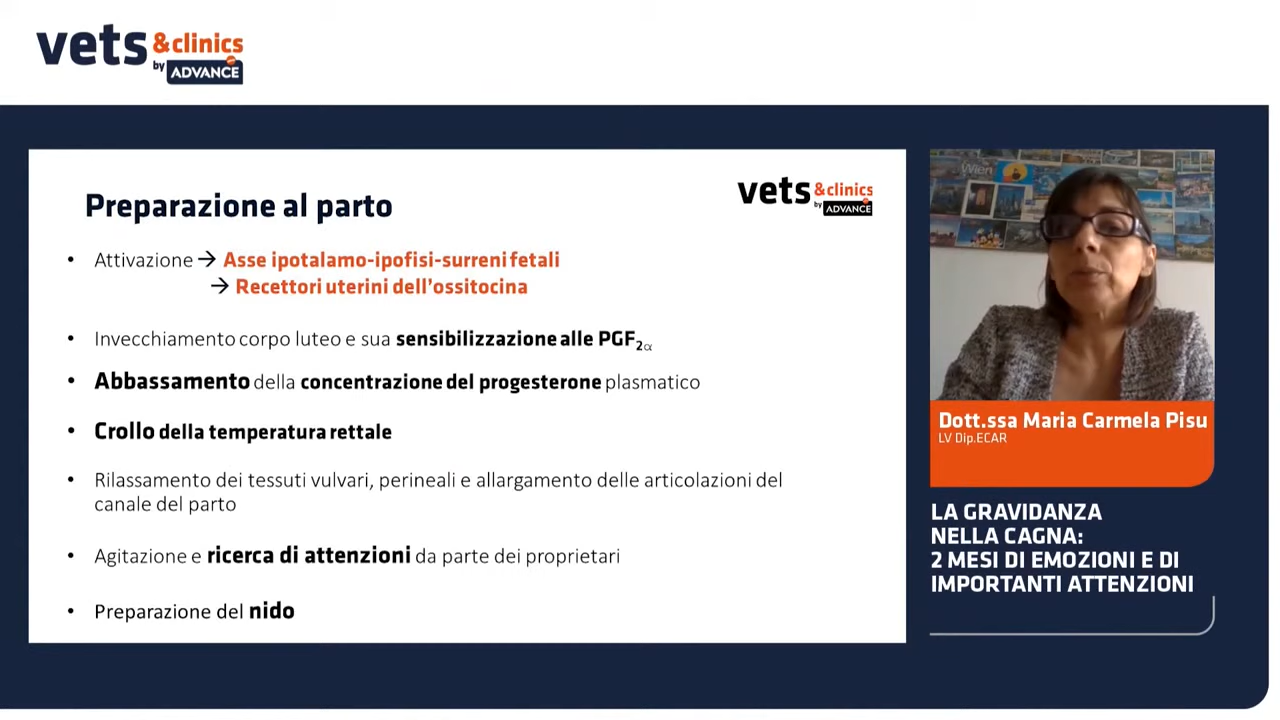 vets &clinics
by ADVANCE
Preparazione al parto
vets &clinics
by ADVANCE
• Attivazione → Asse ipotalamo-ipofisi-surreni fetali
→ Recettori uterini dell'ossitocina
• Invecchiamento corpo luteo e sua sensibilizzazione alle PGF2α
• Abbassamento della concentrazione del progesterone plasmatico
• Crollo della temperatura rettale
• Rilassamento dei tessuti vulvari, perineali e allargamento delle articolazioni del
canale del parto
• Agitazione e ricerca di attenzioni da parte dei proprietari
• Preparazione del nido
Wien
Dott.ssa Maria Carmela Pisu
LV Dip.ECAR
LA GRAVIDANZA
NELLA CAGNA:
2 MESI DI EMOZIONI E DI
IMPORTANTI ATTENZIONI